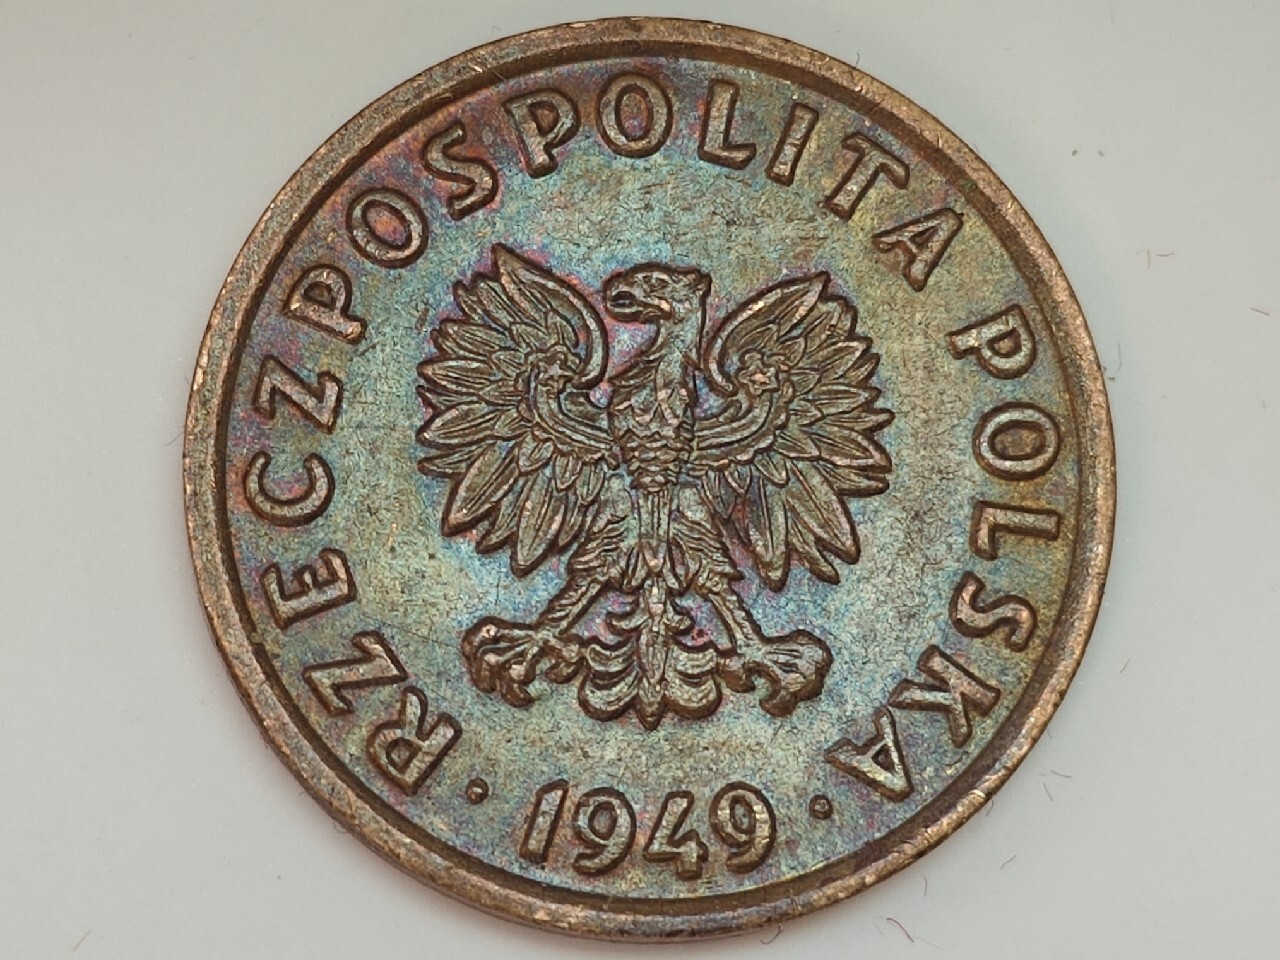 RZECZPOSPOLITA POLSKA
· 1949 ·